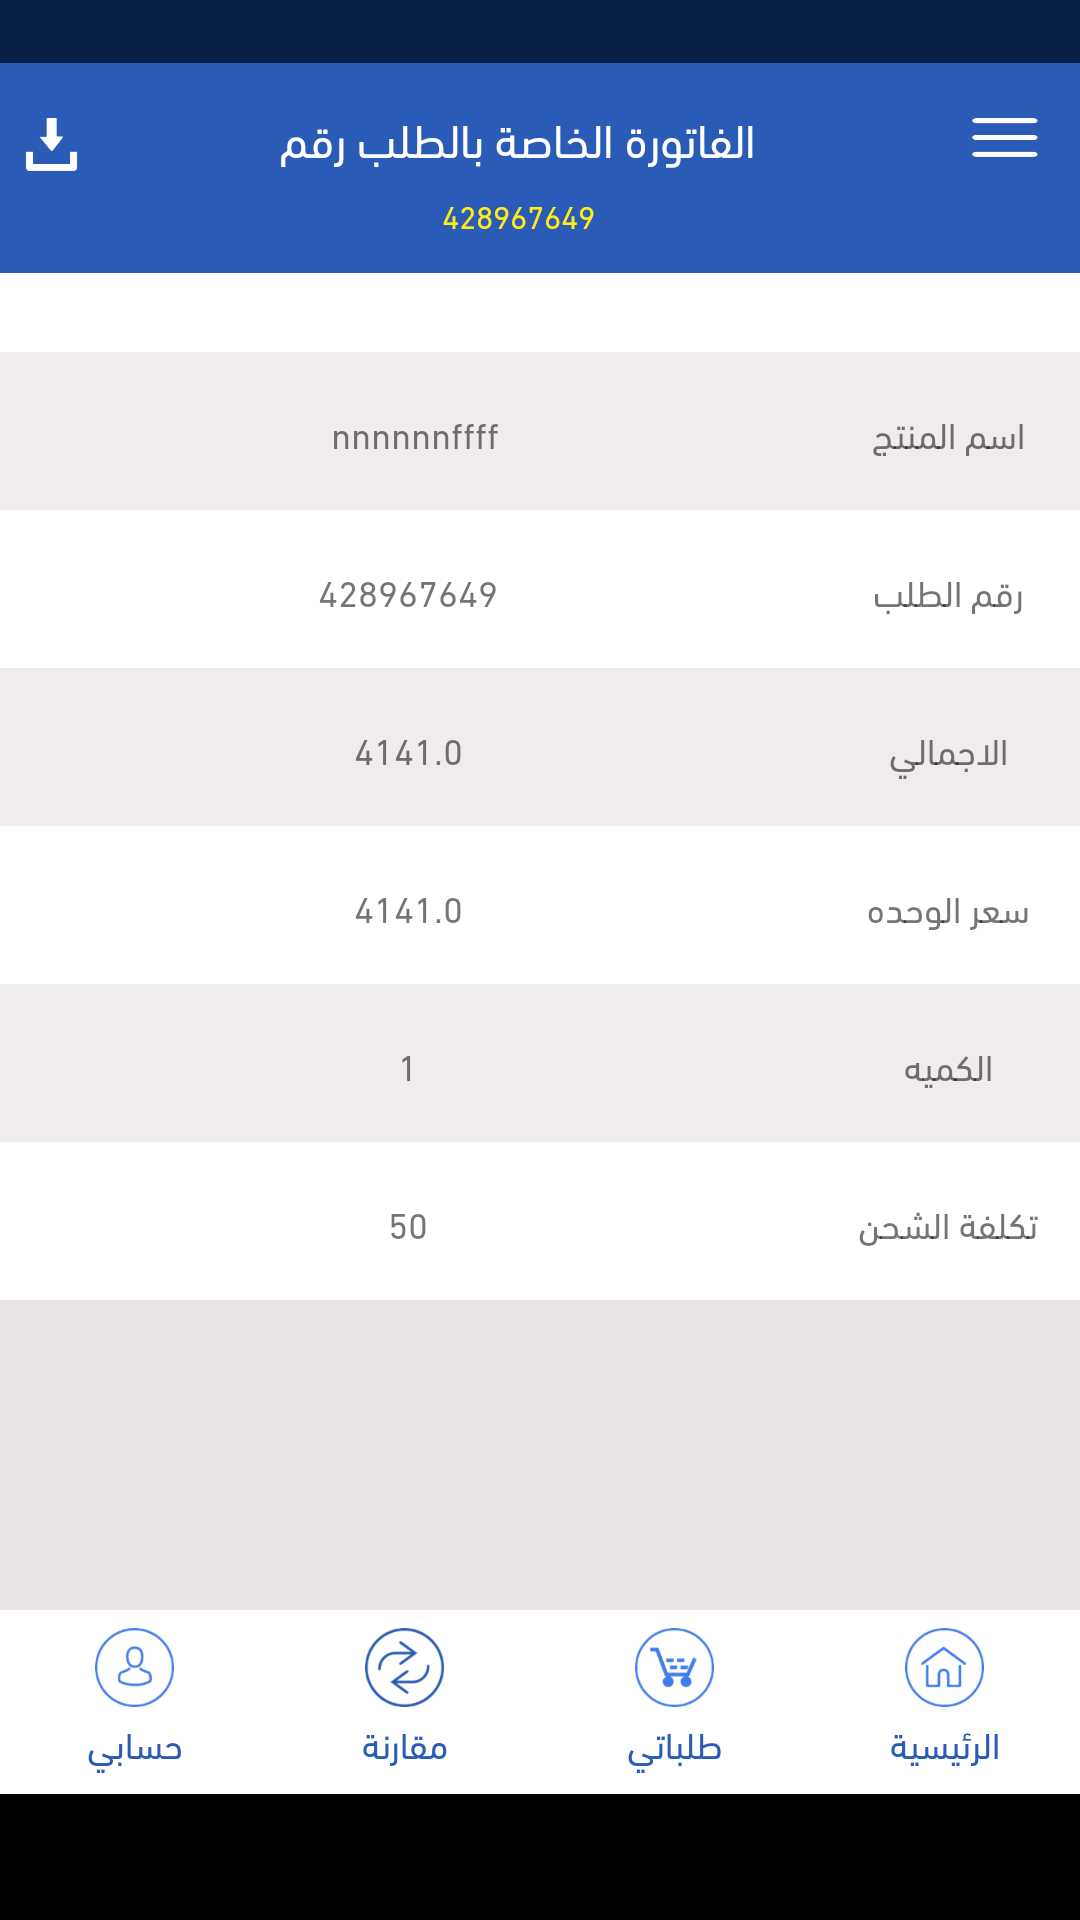 الفاتورة الخاصة بالطلب رقم
428967649
اسم المنتج nnnnnnffff
رقم الطلب 428967649
الاجمالي 4141.0
سعر الوحده 4141.0
الكميه 1
تكلفة الشحن 50
الرئيسية طلباتي مقارنة حسابي